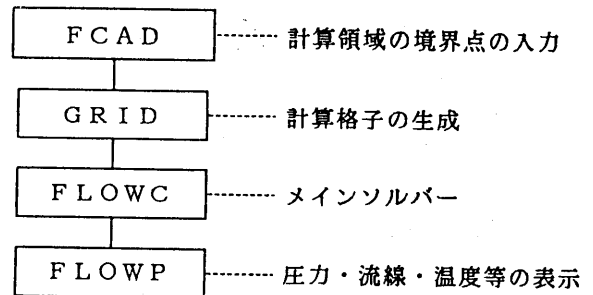 ＦＣＡＤ 計算領域の境界点の入力
ＧＲＩＤ 計算格子の生成
ＦＬＯＷＣ メインソルバー
ＦＬＯＷＰ 圧力・流線・温度等の表示